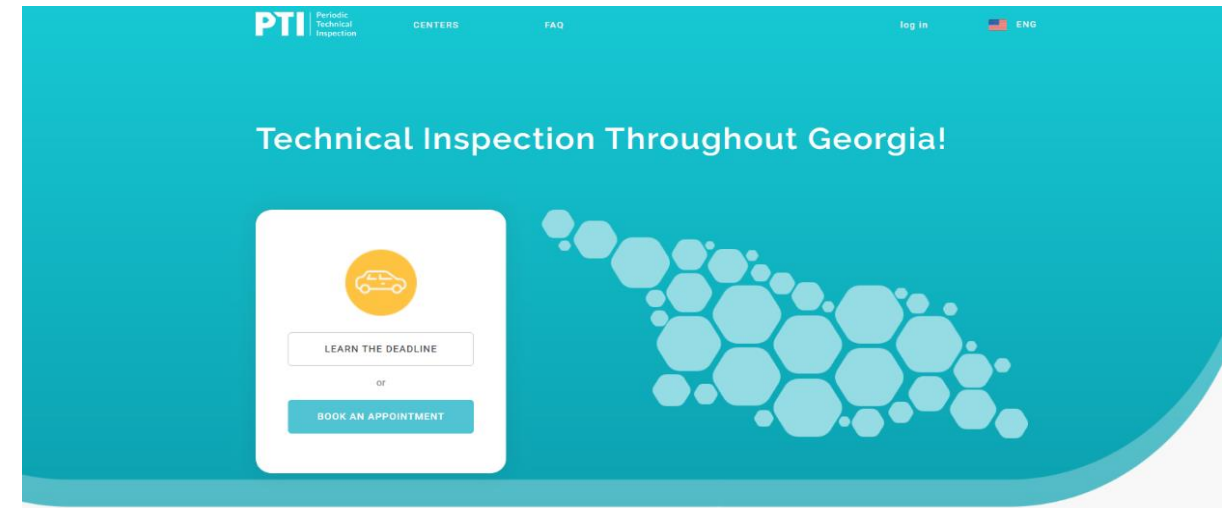 PTI
Periodic
Technical
Inspection
CENTERS
FAQ
log in
ENG
Technical Inspection Throughout Georgia!
LEARN THE DEADLINE
or
BOOK AN APPOINTMENT